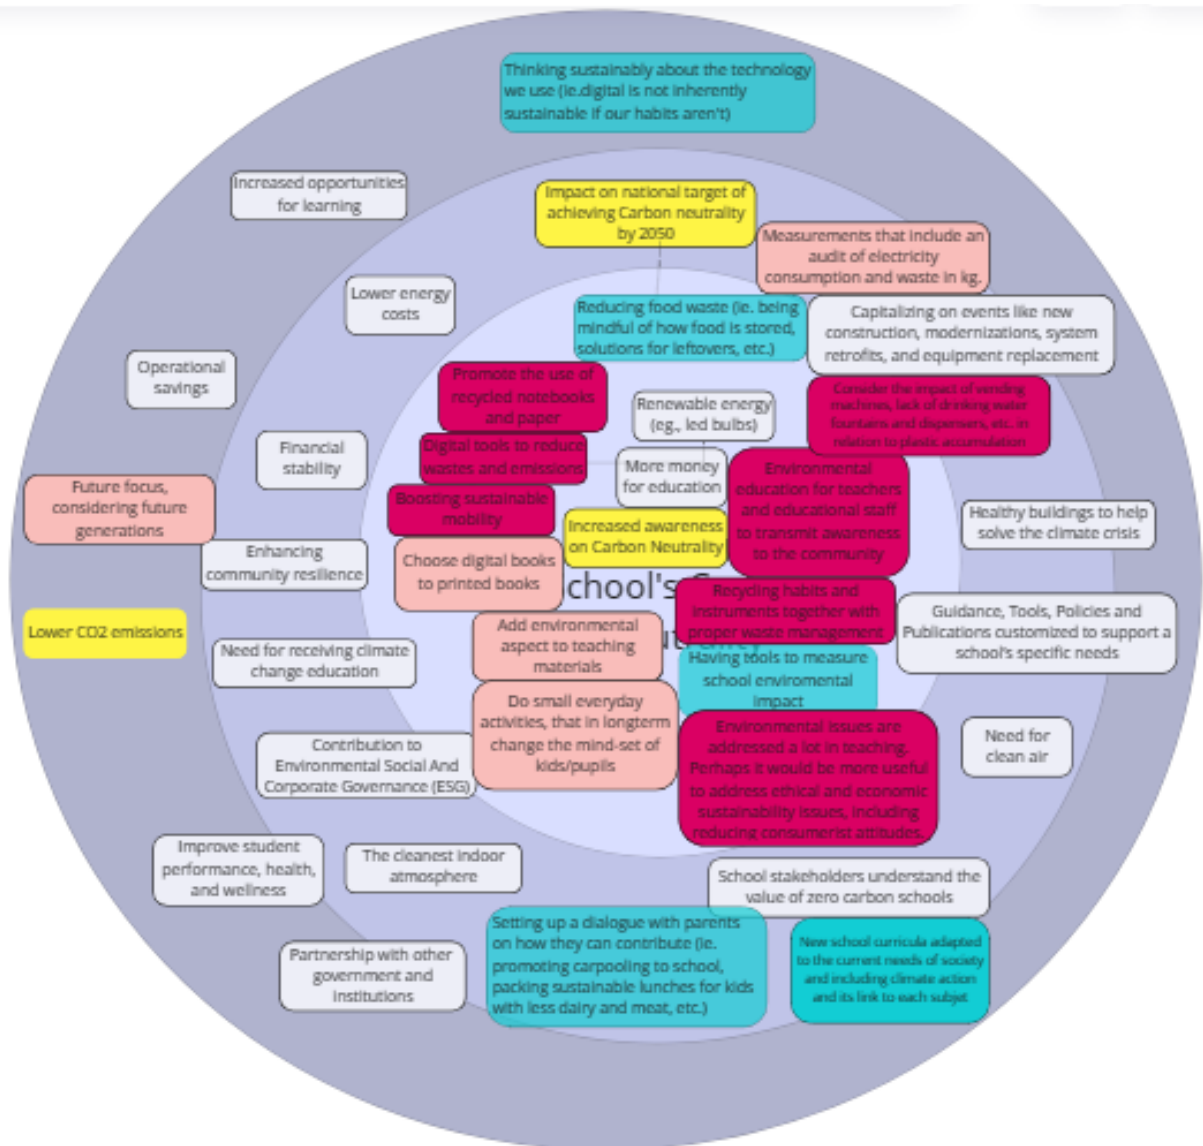 Thinking sustainably about the technology
we use (ie.digital is not inherently
sustainable if our habits aren't)
Increased opportunities
for learning
Impact on national target of
achieving Carbon neutrality
by 2050
Measurements that include an
audit of electricity
consumption and waste in kg.
Lower energy
costs
Reducing food waste (ie. being
mindful of how food is stored,
solutions for leftovers, etc.)
Capitalizing on events like new
construction, modernizations, system
retrofits, and equipment replacement
Operational
savings
Promote the use of
recycled notebooks
and paper
Renewable energy
(eg., led bulbs)
Consider the impact of vending
machines, lack of drinking water
fountains and dispensers, etc. in
relation to plastic accumulation
Financial
stability
Digital tools to reduce
wastes and emissions
More money
for education
Environmental
education for teachers
and educational staff
to transmit awareness
to the community
Future focus,
considering future
generations
Boosting sustainable
mobility
Increased awareness
on Carbon Neutrality
Healthy buildings to help
solve the climate crisis
Enhancing
community resilience
Choose digital books
to printed books
chool's
Recycling habits and
instruments together with
proper waste management
Guidance, Tools, Policies and
Publications customized to support a
school's specific needs
Lower CO2 emissions
Need for receiving climate
change education
Add environmental
aspect to teaching
materials
Having tools to measure
school enviromental
impact
Do small everyday
activities, that in longterm
change the mind-set of
kids/pupils
Environmental issues are
addressed a lot in teaching.
Perhaps it would be more useful
to address ethical and economic
sustainability issues, including
reducing consumerist attitudes.
Need for
clean air
Contribution to
Environmental Social And
Corporate Governance (ESG)
Improve student
performance, health,
and wellness
The cleanest indoor
atmosphere
School stakeholders understand the
value of zero carbon schools
Partnership with other
government and
institutions
Setting up a dialogue with parents
on how they can contribute (ie.
promoting carpooling to school,
packing sustainable lunches for kids
with less dairy and meat, etc.)
New school curricula adapted
to the current needs of society
and including climate action
and its link to each subjet